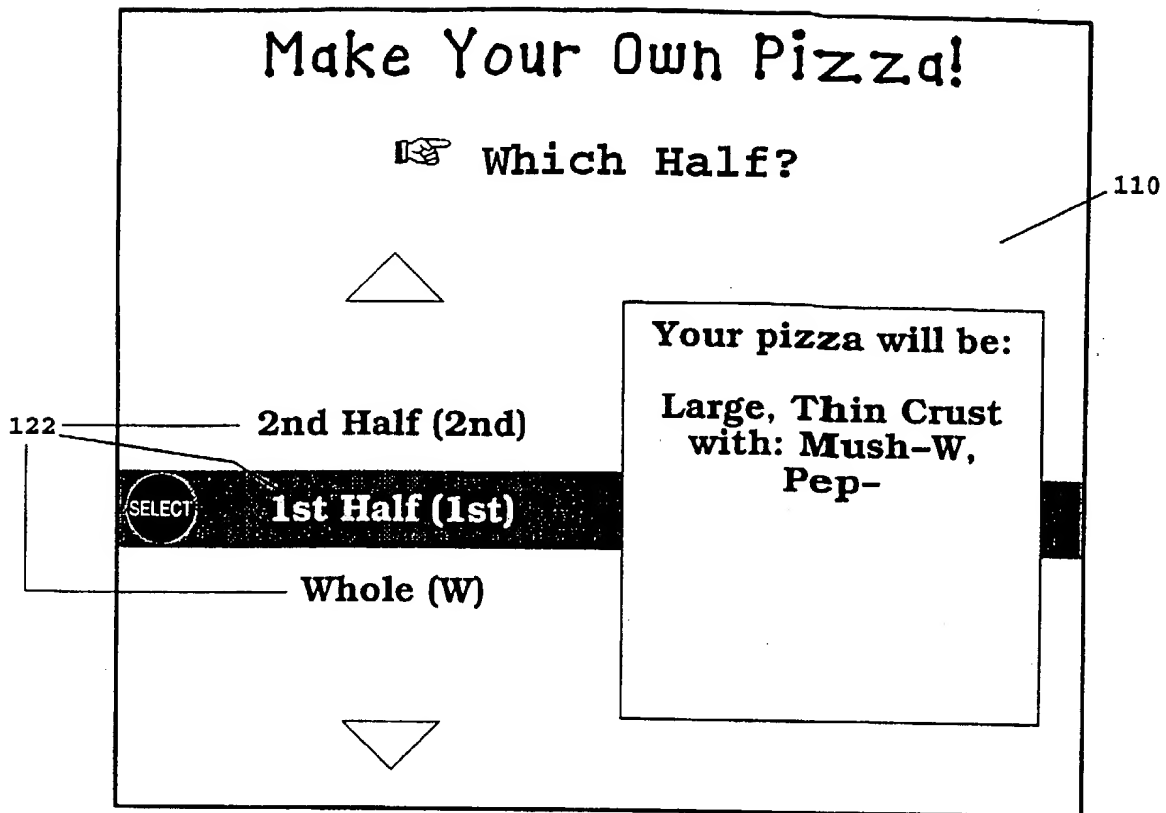 Make Your Own Pizza!
☞ Which Half?
110
Your pizza will be:
Large, Thin Crust
with: Mush–W,
Pep–
122
2nd Half (2nd)
SELECT
1st Half (1st)
Whole (W)